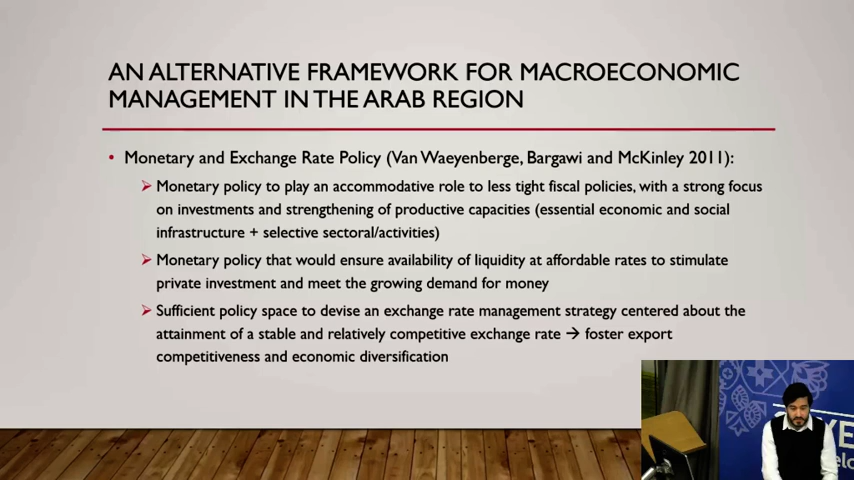 AN ALTERNATIVE FRAMEWORK FOR MACROECONOMIC
MANAGEMENT IN THE ARAB REGION
• Monetary and Exchange Rate Policy (Van Waeyenberge, Bargawi and McKinley 2011):
➢ Monetary policy to play an accommodative role to less tight fiscal policies, with a strong focus
on investments and strengthening of productive capacities (essential economic and social
infrastructure + selective sectoral/activities)
➢ Monetary policy that would ensure availability of liquidity at affordable rates to stimulate
private investment and meet the growing demand for money
➢ Sufficient policy space to devise an exchange rate management strategy centered about the
attainment of a stable and relatively competitive exchange rate → foster export
competitiveness and economic diversification